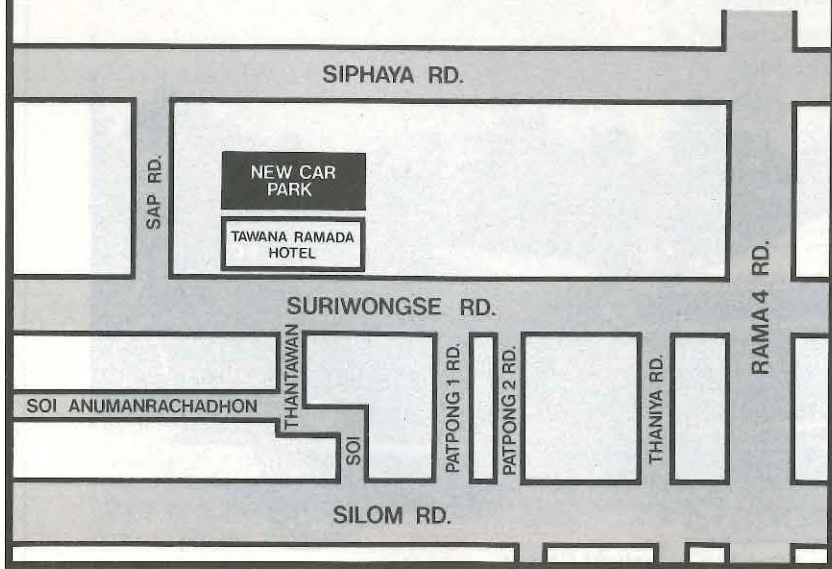 SIPHAYA RD.
SAP RD.
NEW CAR
PARK
TAWANA RAMADA
HOTEL
RAMA 4 RD.
SURIWONGSE RD.
THANTAWAN
SOI ANUMANRACHADHON
SOI
PATPONG 1 RD.
PATPONG 2 RD.
THANIYA RD.
SILOM RD.